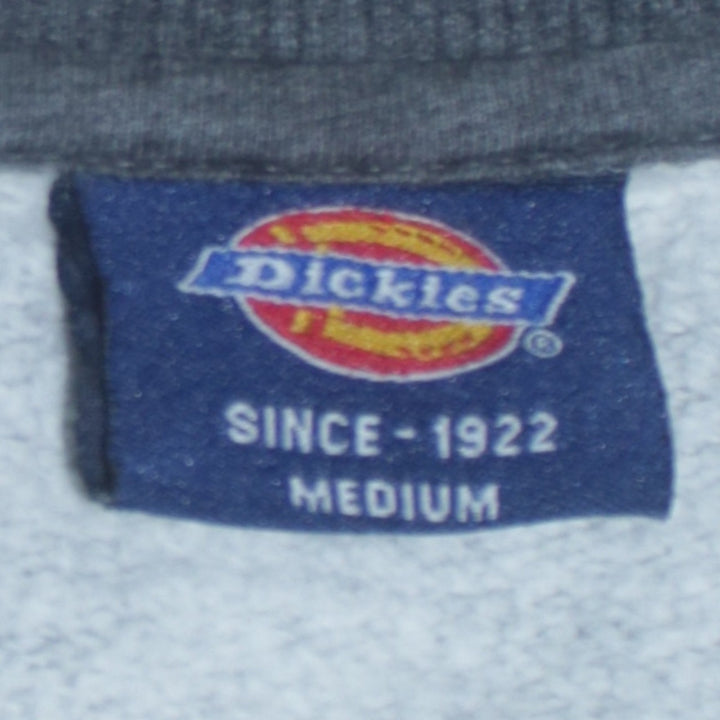 Dickies
®
SINCE - 1922
MEDIUM